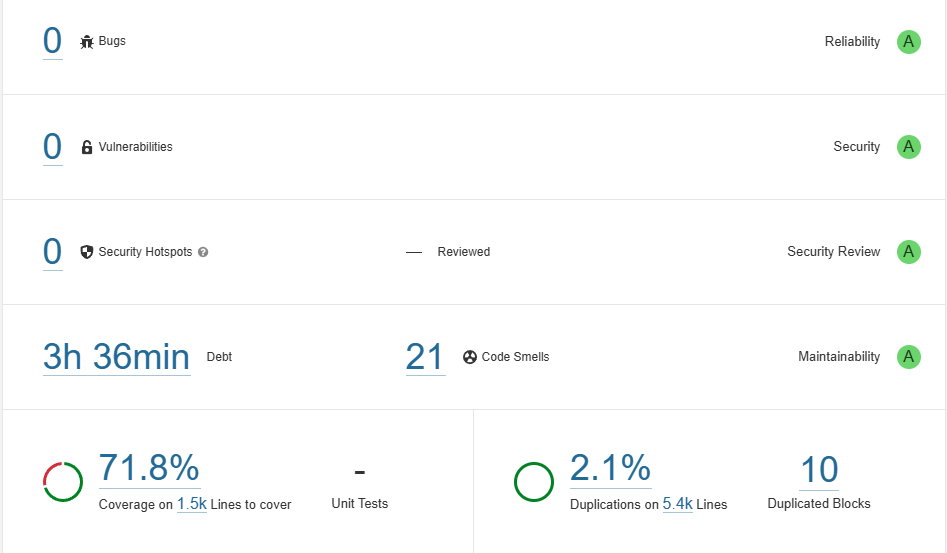 0 Bugs Reliability A
0 Vulnerabilities Security A
0 Security Hotspots ? — Reviewed Security Review A
3h 36min Debt 21 Code Smells Maintainability A
71.8%
Coverage on 1.5k Lines to cover
-
Unit Tests
2.1%
Duplications on 5.4k Lines
10
Duplicated Blocks